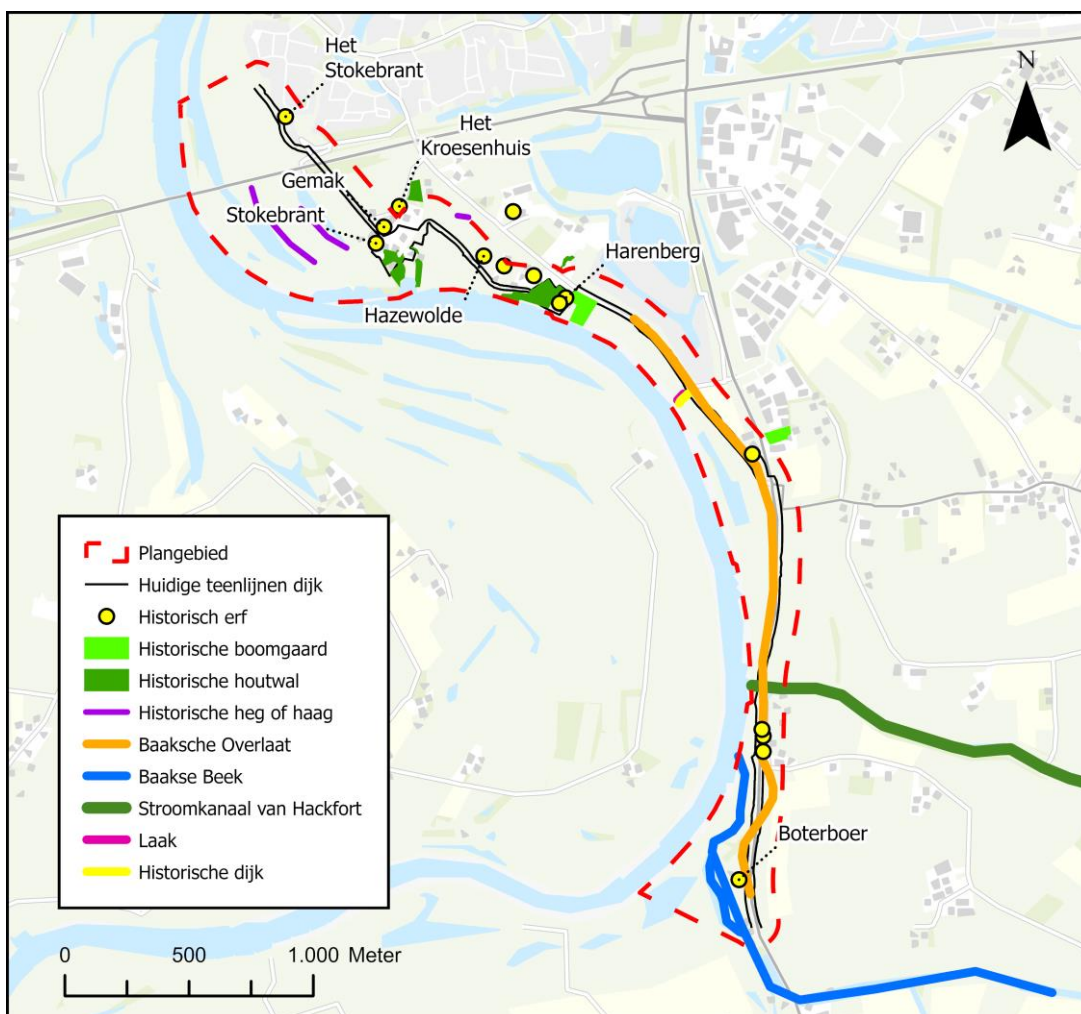 Het
Stokebrant
N
Het
Kroesenhuis
Gemak
Stokebrant
Harenberg
Hazewolde
Plangebied
Huidige teenlijnen dijk
Historisch erf
Historische boomgaard
Historische houtwal
Historische heg of haag
Baaksche Overlaat
Baakse Beek
Stroomkanaal van Hackfort
Laak
Historische dijk
Boterboer
0 500 1.000 Meter